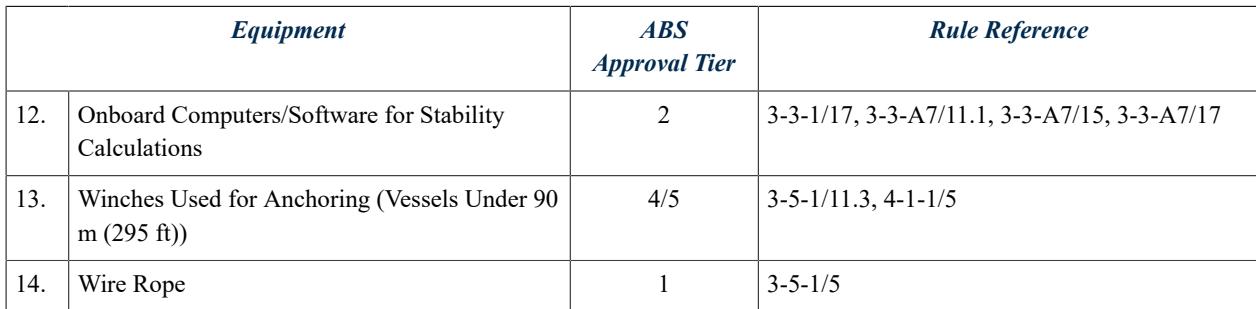 Equipment
ABS
Approval Tier
Rule Reference
12.
Onboard Computers/Software for Stability
Calculations
2
3-3-1/17, 3-3-A7/11.1, 3-3-A7/15, 3-3-A7/17
13.
Winches Used for Anchoring (Vessels Under 90
m (295 ft))
4/5
3-5-1/11.3, 4-1-1/5
14.
Wire Rope
1
3-5-1/5